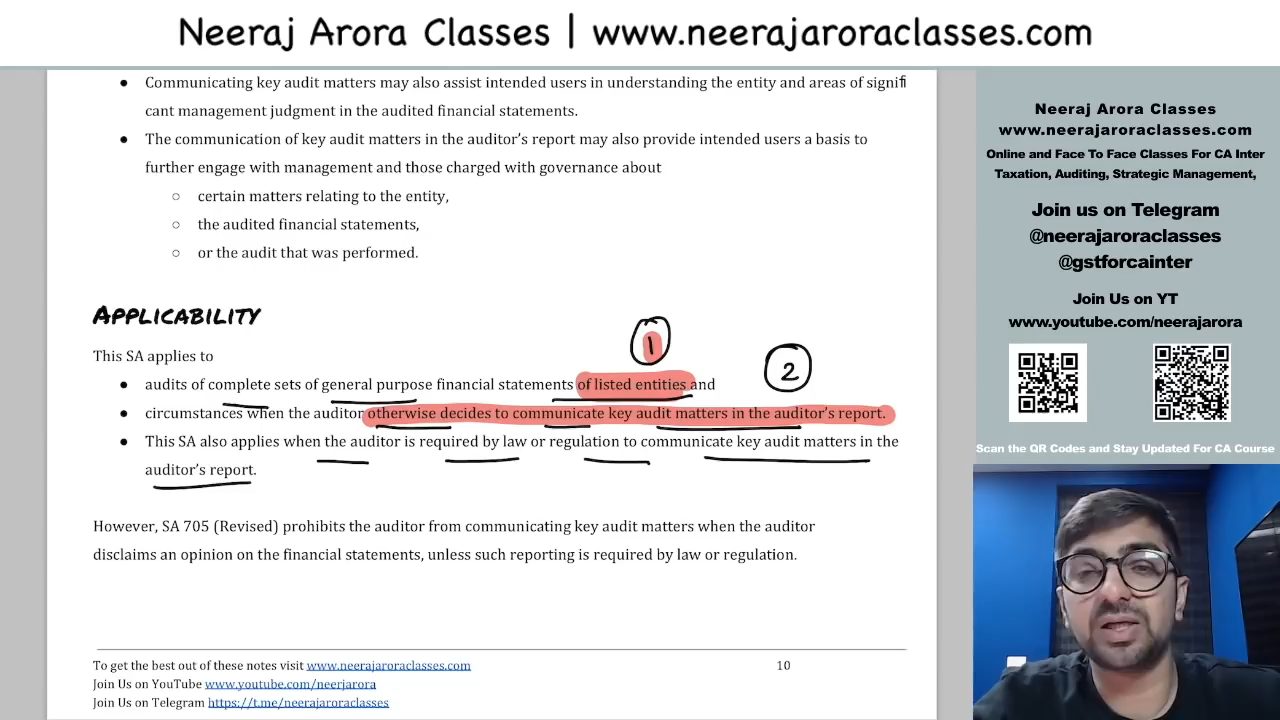 Neeraj Arora Classes | www.neerajaroraclasses.com
● Communicating key audit matters may also assist intended users in understanding the entity and areas of signifi
cant management judgment in the audited financial statements.
● The communication of key audit matters in the auditor's report may also provide intended users a basis to
further engage with management and those charged with governance about
○ certain matters relating to the entity,
○ the audited financial statements,
○ or the audit that was performed.
APPLICABILITY
1
2
This SA applies to
● audits of complete sets of general purpose financial statements of listed entities and
● circumstances when the auditor otherwise decides to communicate key audit matters in the auditor's report.
● This SA also applies when the auditor is required by law or regulation to communicate key audit matters in the
auditor's report.
However, SA 705 (Revised) prohibits the auditor from communicating key audit matters when the auditor
disclaims an opinion on the financial statements, unless such reporting is required by law or regulation.
To get the best out of these notes visit www.neerajaroraclasses.com
10
Join Us on YouTube www.youtube.com/neerjarora
Join Us on Telegram https://t.me/neerajaroraclasses
Neeraj Arora Classes
www.neerajaroraclasses.com
Online and Face To Face Classes For CA Inter
Taxation, Auditing, Strategic Management,
Join us on Telegram
@neerajaroraclasses
@gstforcainter
Join Us on YT
www.youtube.com/neerajarora
Scan the QR Codes and Stay Updated For CA Course